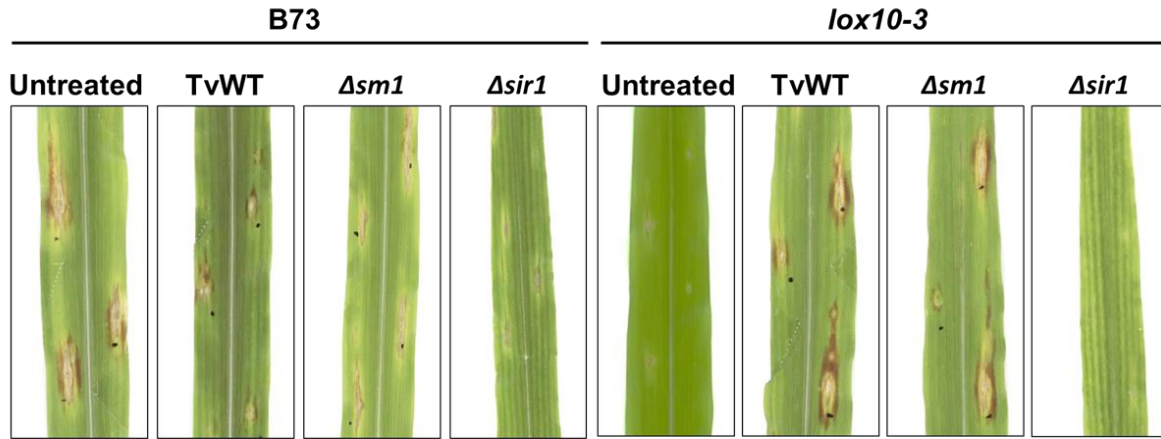 B73 lox10-3
Untreated TvWT Δsm1 Δsir1 Untreated TvWT Δsm1 Δsir1